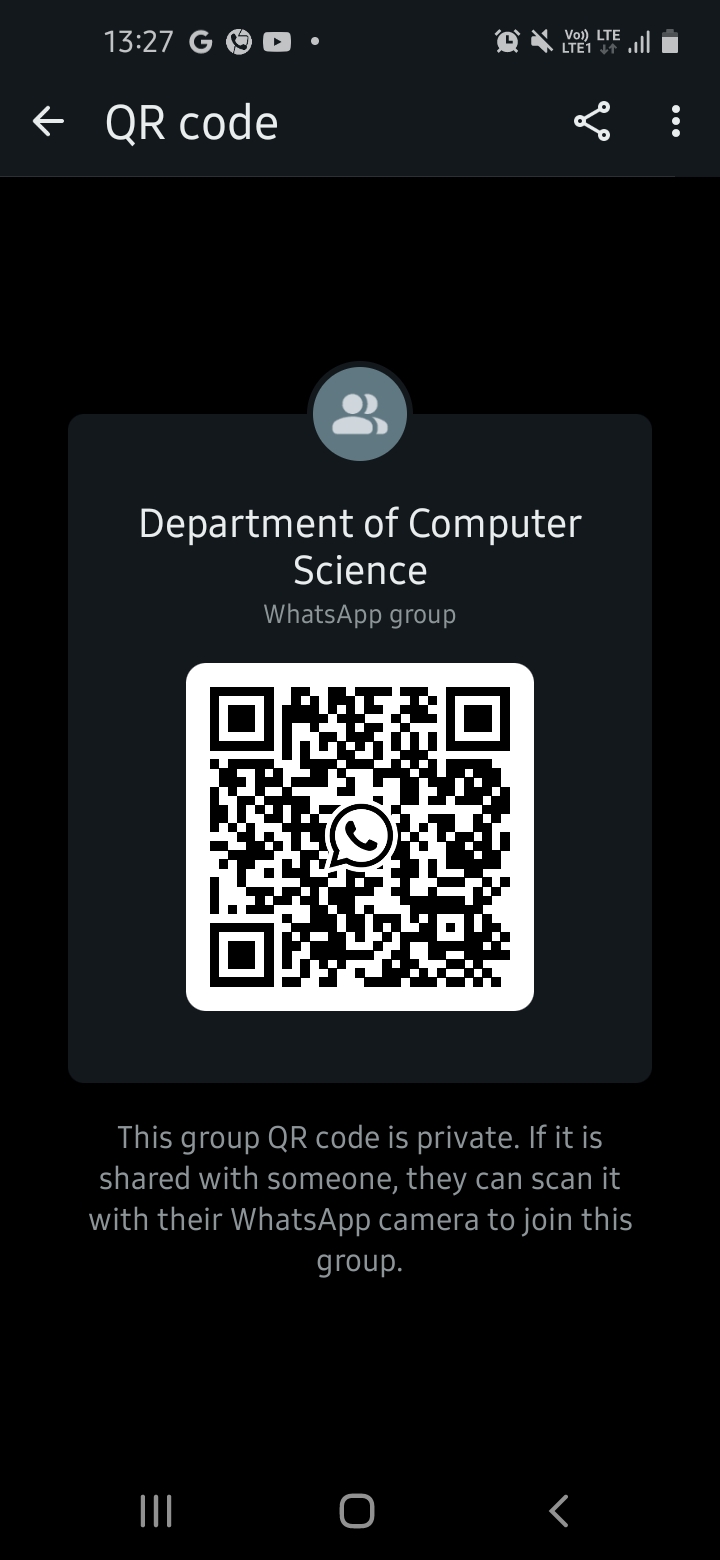 13:27
Vo)) LTE
LTE1
QR code
Department of Computer
Science
WhatsApp group
This group QR code is private. If it is
shared with someone, they can scan it
with their WhatsApp camera to join this
group.